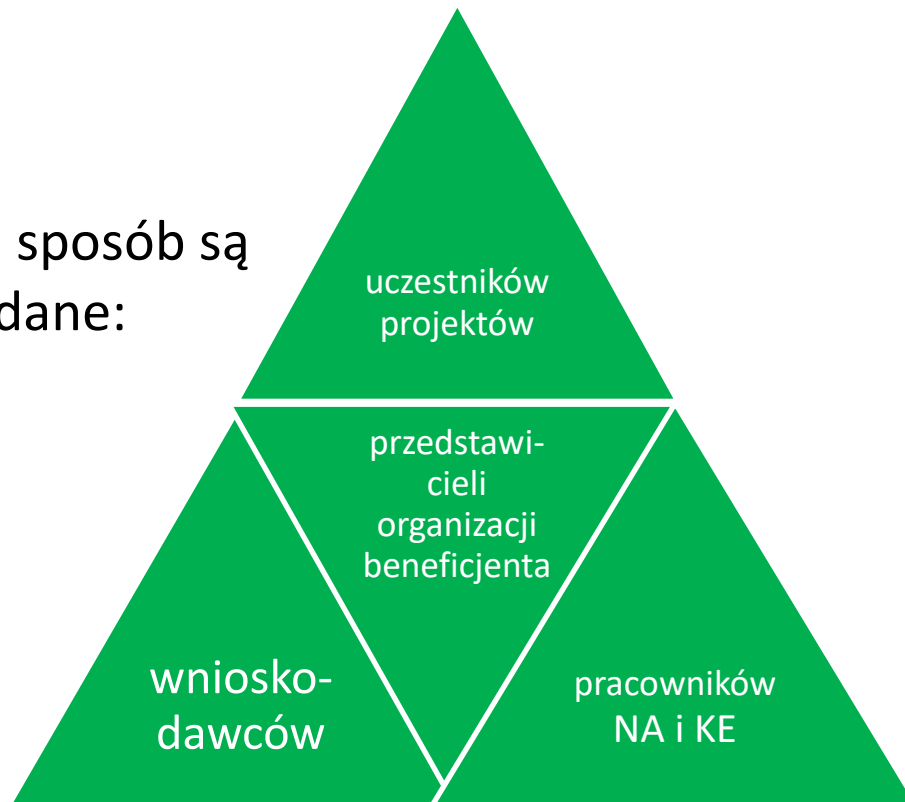 sposób są
dane:
uczestników
projektów
przedstawi-
cieli
organizacji
beneficjenta
wniosko-
dawców
pracowników
NA i KE